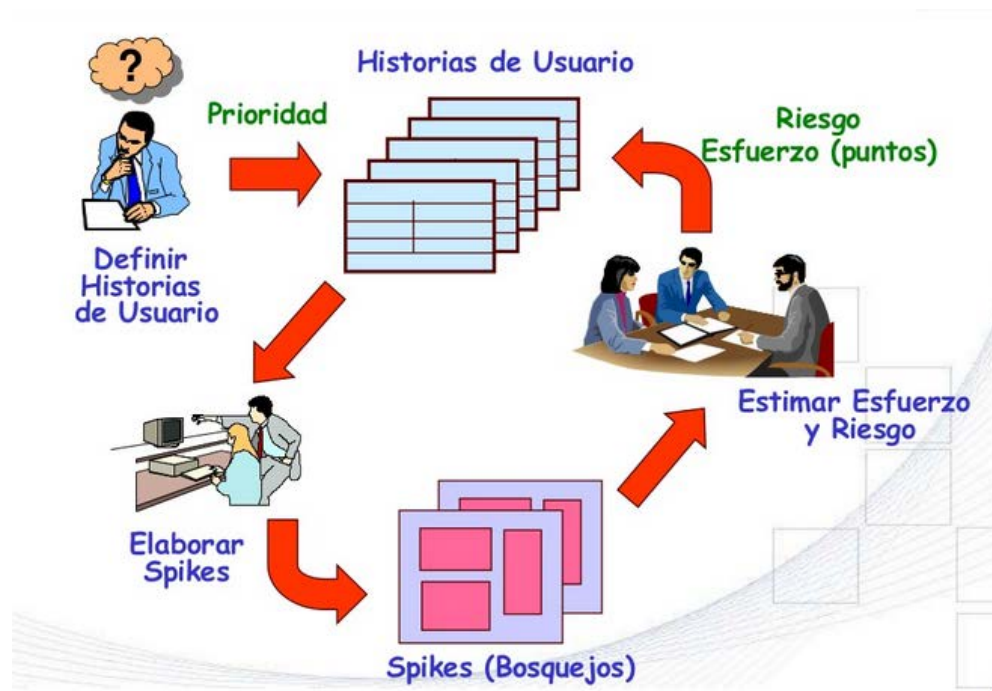 ?
Historias de Usuario
Prioridad
Riesgo
Esfuerzo (puntos)
Definir
Historias
de Usuario
Estimar Esfuerzo
y Riesgo
Elaborar
Spikes
Spikes (Bosquejos)